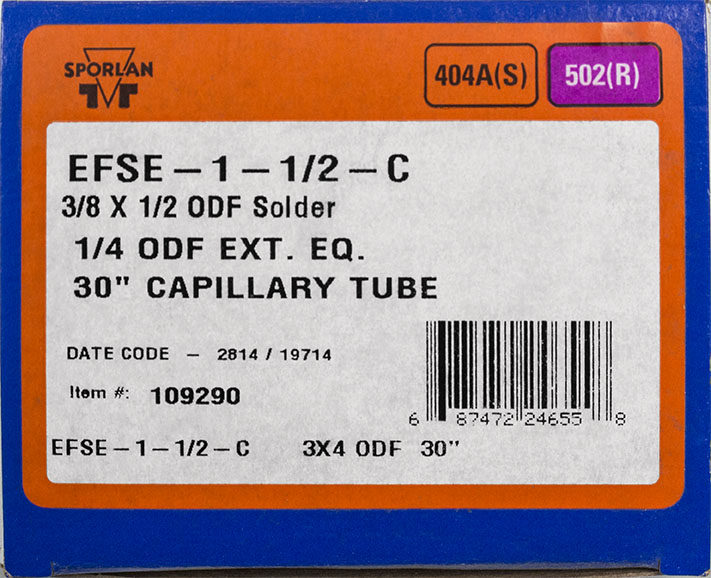 SPORLAN
404A(S) 502(R)
EFSE – 1 – 1/2 – C
3/8 X 1/2 ODF Solder
1/4 ODF EXT. EQ.
30" CAPILLARY TUBE
DATE CODE – 2814 / 19714
Item #: 109290
6 87472 24655 8
EFSE – 1 – 1/2 – C 3X4 ODF 30"